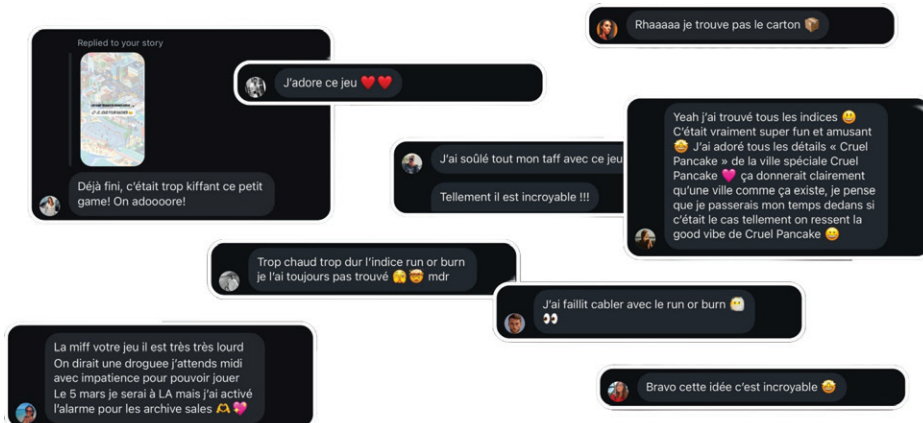 Rhaaaaa je trouve pas le carton 📦
Replied to your story
J'adore ce jeu ❤️❤️
Déjà fini, c'était trop kiffant ce petit
game! On adoooore!
J'ai soûlé tout mon taff avec ce jeu
Tellement il est incroyable !!!
Yeah j'ai trouvé tous les indices 😃
C'était vraiment super fun et amusant
🤩 J'ai adoré tous les détails « Cruel
Pancake » de la ville spéciale Cruel
Pancake 💖 ça donnerait clairement
qu'une ville comme ça existe, je pense
que je passerais mon temps dedans si
c'était le cas tellement on ressent la
good vibe de Cruel Pancake 😀
Trop chaud trop dur l'indice run or burn
je l'ai toujours pas trouvé 🫣🤯 mdr
J'ai faillit cabler avec le run or burn 😬
👀
La miff votre jeu il est très très lourd
On dirait une droguee j'attends midi
avec impatience pour pouvoir jouer
Le 5 mars je serai à LA mais j'ai activé
l'alarme pour les archive sales 🫶💖
Bravo cette idée c'est incroyable 🤩